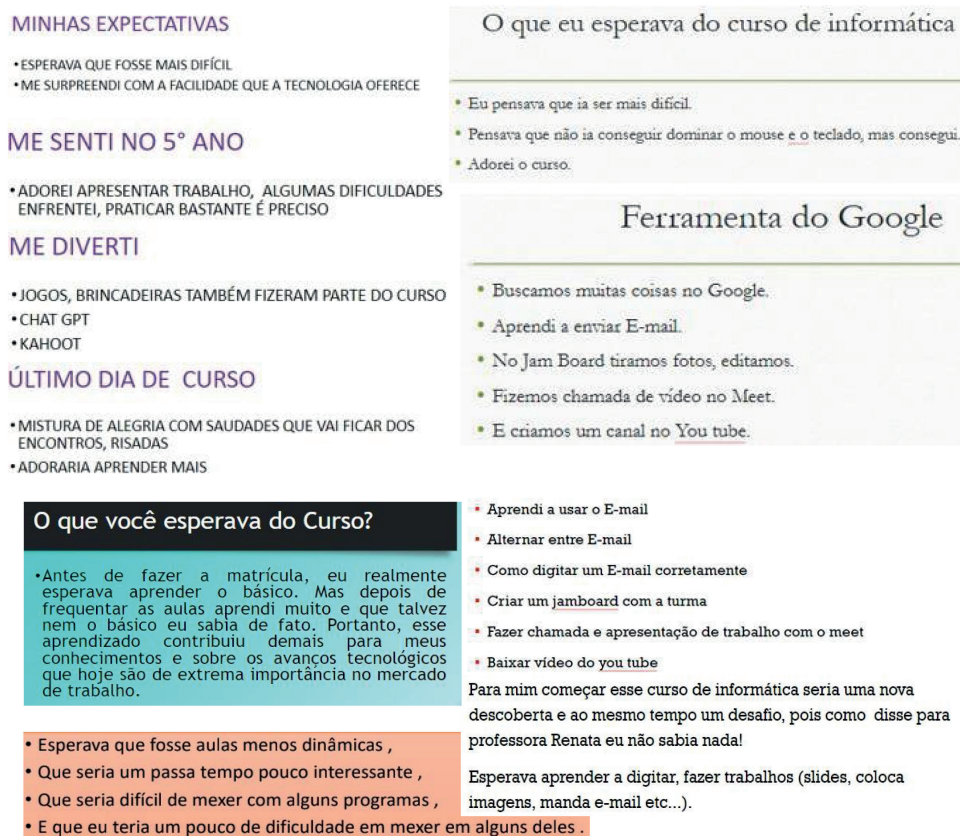 MINHAS EXPECTATIVAS
•ESPERAVA QUE FOSSE MAIS DIFÍCIL
•ME SURPREENDI COM A FACILIDADE QUE A TECNOLOGIA OFERECE
ME SENTI NO 5° ANO
•ADOREI APRESENTAR TRABALHO, ALGUMAS DIFICULDADES
ENFRENTEI, PRATICAR BASTANTE É PRECISO
ME DIVERTI
•JOGOS, BRINCADEIRAS TAMBÉM FIZERAM PARTE DO CURSO
•CHAT GPT
•KAHOOT
ÚLTIMO DIA DE CURSO
•MISTURA DE ALEGRIA COM SAUDADES QUE VAI FICAR DOS
ENCONTROS, RISADAS
•ADORARIA APRENDER MAIS
O que eu esperava do curso de informática
• Eu pensava que ia ser mais difícil.
• Pensava que não ia conseguir dominar o mouse e o teclado, mas consegui.
• Adorei o curso.
Ferramenta do Google
• Buscamos muitas coisas no Google.
• Aprendi a enviar E-mail.
• No Jam Board tiramos fotos, editamos.
• Fizemos chamada de vídeo no Meet.
• E criamos um canal no You tube.
O que você esperava do Curso?
•Antes de fazer a matrícula, eu realmente
esperava aprender o básico. Mas depois de
frequentar as aulas aprendi muito e que talvez
nem o básico eu sabia de fato. Portanto, esse
aprendizado contribuiu demais para meus
conhecimentos e sobre os avanços tecnológicos
que hoje são de extrema importância no mercado
de trabalho.
• Esperava que fosse aulas menos dinâmicas ,
• Que seria um passa tempo pouco interessante ,
• Que seria difícil de mexer com alguns programas ,
• E que eu teria um pouco de dificuldade em mexer em alguns deles .
▪ Aprendi a usar o E-mail
▪ Alternar entre E-mail
▪ Como digitar um E-mail corretamente
▪ Criar um jamboard com a turma
▪ Fazer chamada e apresentação de trabalho com o meet
▪ Baixar vídeo do you tube
Para mim começar esse curso de informática seria uma nova
descoberta e ao mesmo tempo um desafio, pois como disse para
professora Renata eu não sabia nada!
Esperava aprender a digitar, fazer trabalhos (slides, coloca
imagens, manda e-mail etc...).